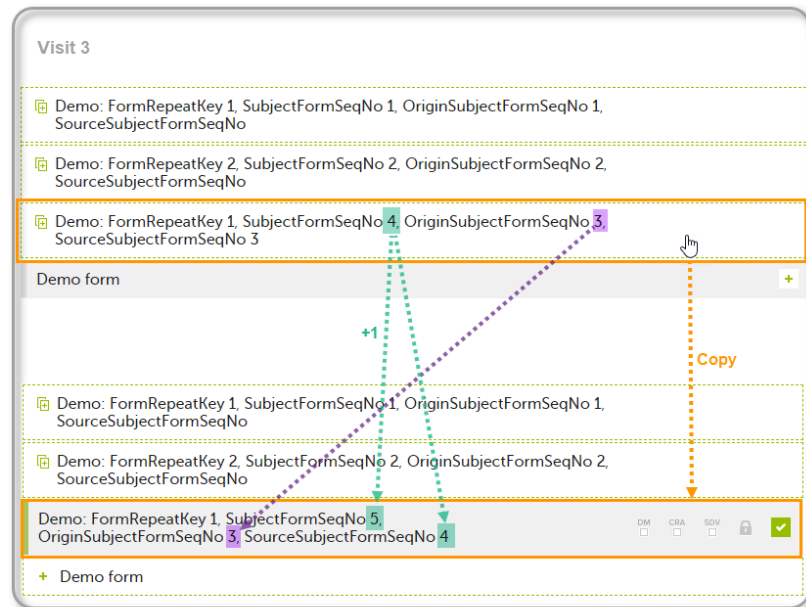 Visit 3
Demo: FormRepeatKey 1, SubjectFormSeqNo 1, OriginSubjectFormSeqNo 1,
SourceSubjectFormSeqNo
Demo: FormRepeatKey 2, SubjectFormSeqNo 2, OriginSubjectFormSeqNo 2,
SourceSubjectFormSeqNo
Demo: FormRepeatKey 1, SubjectFormSeqNo 4, OriginSubjectFormSeqNo 3,
SourceSubjectFormSeqNo 3
Demo form +
+1
Copy
Demo: FormRepeatKey 1, SubjectFormSeqNo 1, OriginSubjectFormSeqNo 1,
SourceSubjectFormSeqNo
Demo: FormRepeatKey 2, SubjectFormSeqNo 2, OriginSubjectFormSeqNo 2,
SourceSubjectFormSeqNo
Demo: FormRepeatKey 1, SubjectFormSeqNo 5,
OriginSubjectFormSeqNo 3, SourceSubjectFormSeqNo 4
DM CRA SDV
+ Demo form